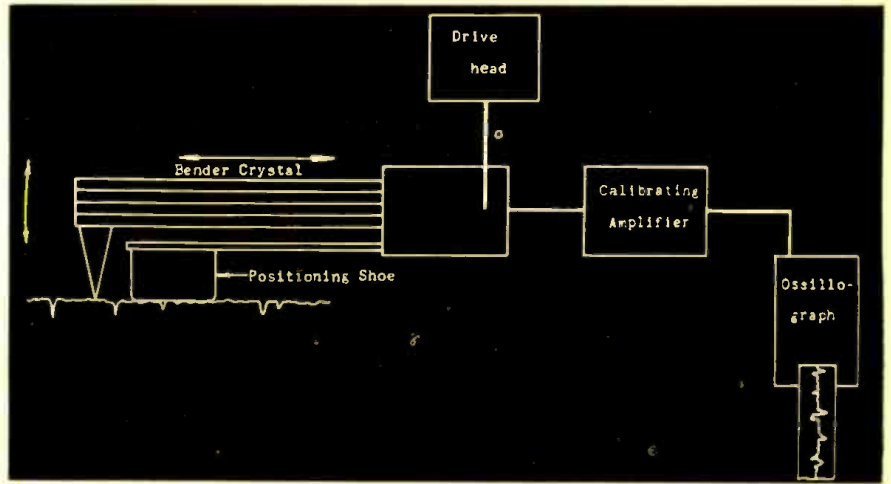 Drive
head
Bender Crystal
Calibrating
Amplifier
Positioning Shoe
Ossillo-
graph